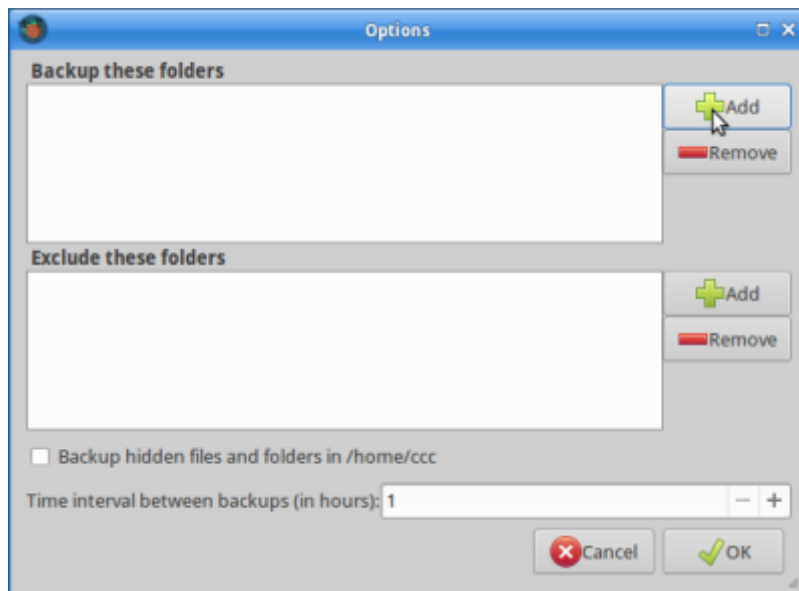 Options
Backup these folders
Add
Remove
Exclude these folders
Add
Remove
Backup hidden files and folders in /home/ccc
Time interval between backups (in hours): 1
Cancel OK